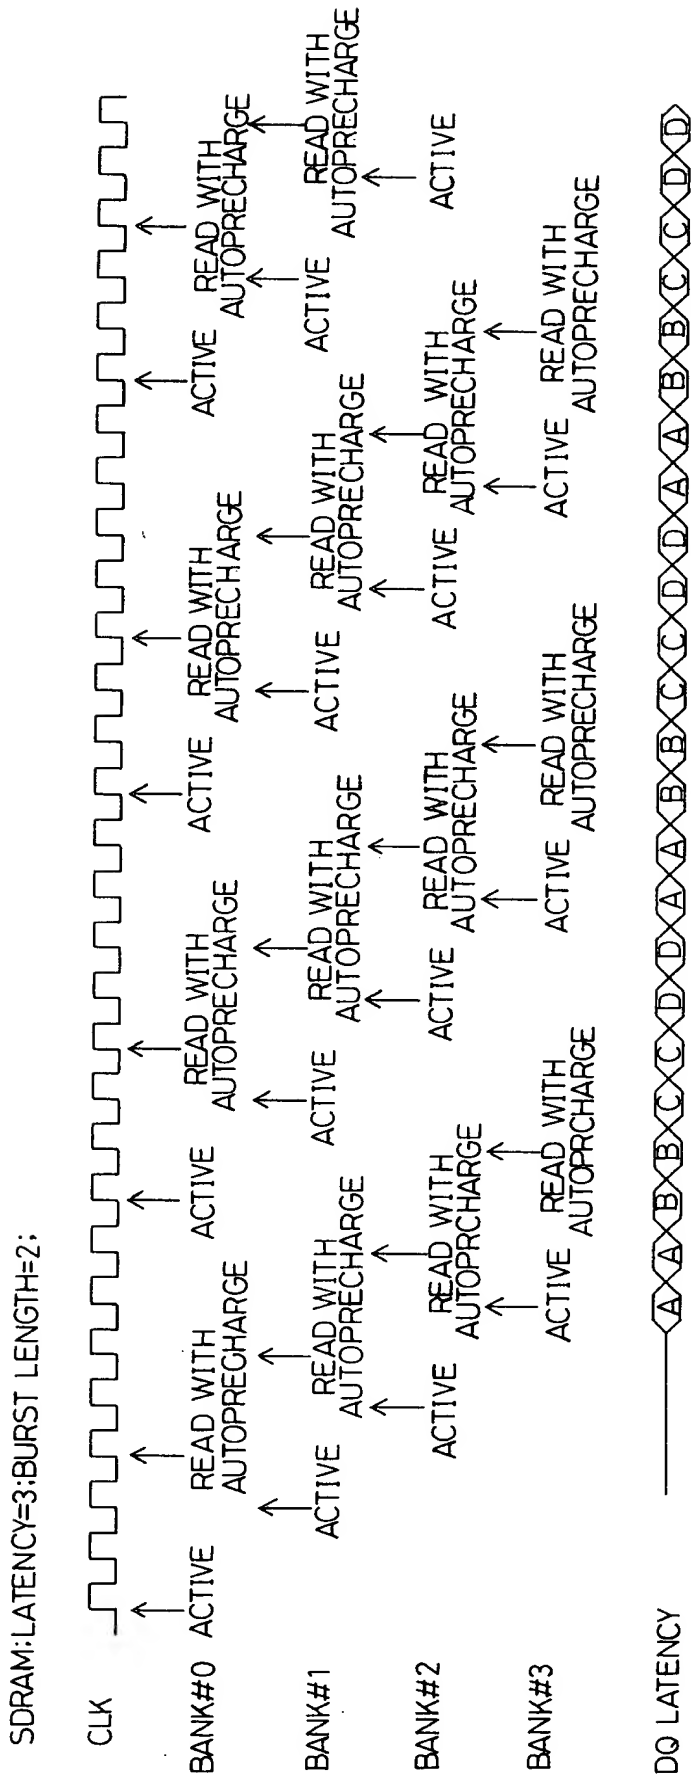 SDRAM:LATENCY=3:BURST LENGTH=2;
CLK
BANK#0 ACTIVE READ WITH ACTIVE READ WITH ACTIVE READ WITH ACTIVE READ WITH
AUTOPRECHARGE AUTOPRECHARGE AUTOPRECHARGE AUTOPRECHARGE
BANK#1 ACTIVE READ WITH ACTIVE READ WITH ACTIVE READ WITH ACTIVE READ WITH
AUTOPRECHARGE AUTOPRECHARGE AUTOPRECHARGE AUTOPRECHARGE
BANK#2 ACTIVE READ WITH ACTIVE READ WITH ACTIVE READ WITH ACTIVE
AUTOPRCHARGE AUTOPRECHARGE AUTOPRECHARGE
BANK#3 ACTIVE READ WITH ACTIVE READ WITH ACTIVE READ WITH
AUTOPRCHARGE AUTOPRECHARGE AUTOPRECHARGE
DQ LATENCY A A B B C C D D A A B B C C D D A A B B C C D D